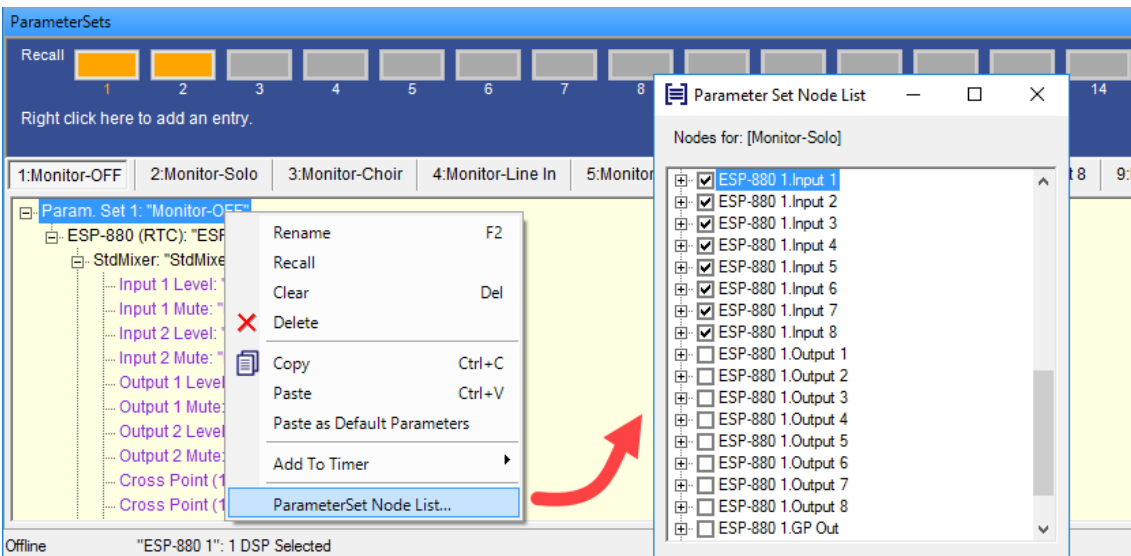 ParameterSets
Recall
1 2 3 4 5 6 7 8 14
Right click here to add an entry.
1:Monitor-OFF 2:Monitor-Solo 3:Monitor-Choir 4:Monitor-Line In 5:Monitor t 8 9:
Param. Set 1: "Monitor-OFF"
ESP-880 (RTC): "ESP
StdMixer: "StdMixe
Input 1 Level: "
Input 1 Mute: "
Input 2 Level: "
Input 2 Mute: "
Output 1 Level
Output 1 Mute:
Output 2 Level
Output 2 Mute:
Cross Point (1
Cross Point (1
Rename F2
Recall
Clear Del
Delete
Copy Ctrl+C
Paste Ctrl+V
Paste as Default Parameters
Add To Timer
ParameterSet Node List...
Parameter Set Node List
Nodes for: [Monitor-Solo]
ESP-880 1.Input 1
ESP-880 1.Input 2
ESP-880 1.Input 3
ESP-880 1.Input 4
ESP-880 1.Input 5
ESP-880 1.Input 6
ESP-880 1.Input 7
ESP-880 1.Input 8
ESP-880 1.Output 1
ESP-880 1.Output 2
ESP-880 1.Output 3
ESP-880 1.Output 4
ESP-880 1.Output 5
ESP-880 1.Output 6
ESP-880 1.Output 7
ESP-880 1.Output 8
ESP-880 1.GP Out
Offline "ESP-880 1": 1 DSP Selected